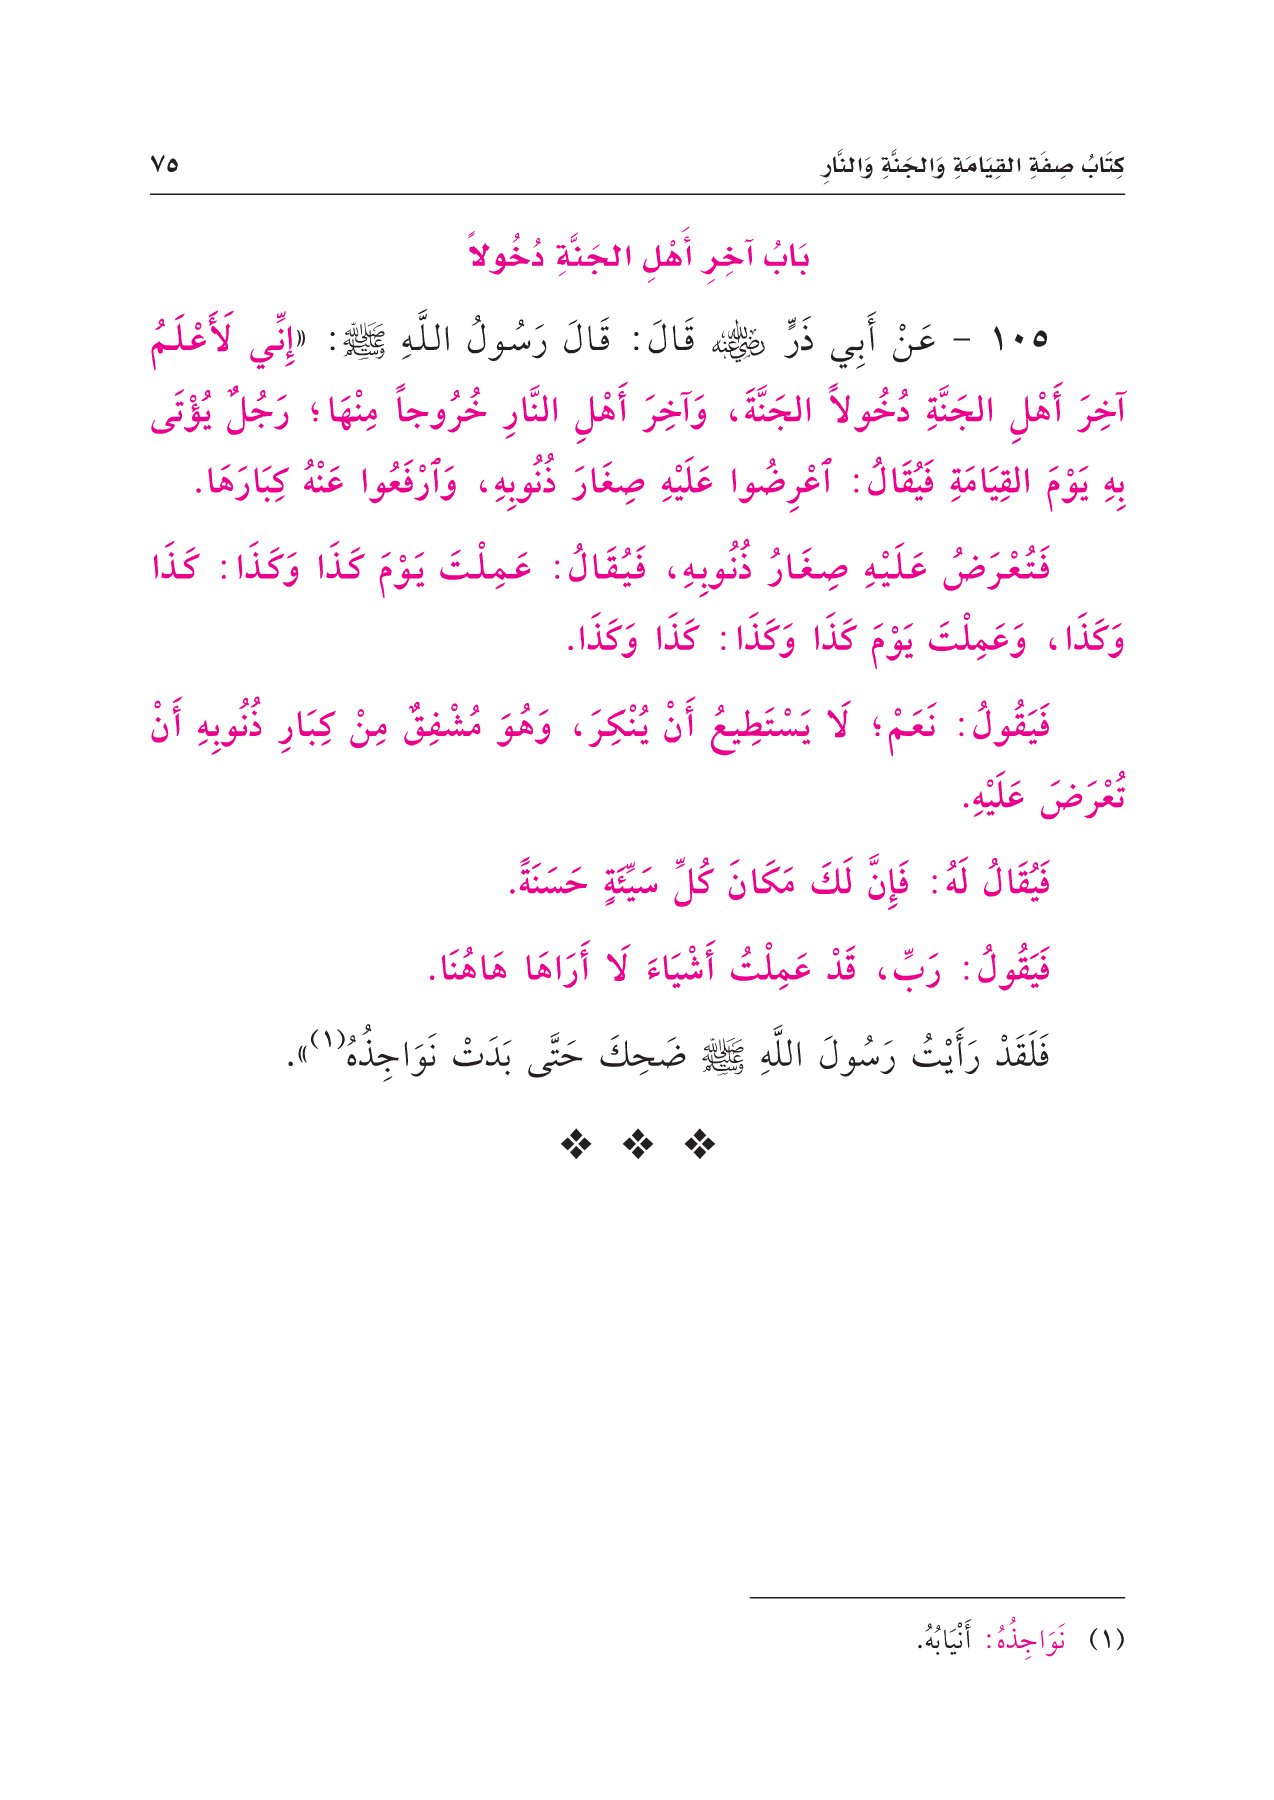 كِتَابُ صِفَةِ القِيَامَةِ وَالجَنَّةِ وَالنَّارِ ٧٥
بَابُ آخِرِ أَهْلِ الجَنَّةِ دُخُولاً
١٠٥ - عَنْ أَبِي ذَرٍّ رضي الله عنه قَالَ: قَالَ رَسُولُ اللَّهِ ﷺ: «إِنِّي لَأَعْلَمُ
آخِرَ أَهْلِ الجَنَّةِ دُخُولاً الجَنَّةَ، وَآخِرَ أَهْلِ النَّارِ خُرُوجاً مِنْهَا؛ رَجُلٌ يُؤْتَى
بِهِ يَوْمَ القِيَامَةِ فَيُقَالُ: ٱعْرِضُوا عَلَيْهِ صِغَارَ ذُنُوبِهِ، وَٱرْفَعُوا عَنْهُ كِبَارَهَا.
فَتُعْرَضُ عَلَيْهِ صِغَارُ ذُنُوبِهِ، فَيُقَالُ: عَمِلْتَ يَوْمَ كَذَا وَكَذَا: كَذَا
وَكَذَا، وَعَمِلْتَ يَوْمَ كَذَا وَكَذَا: كَذَا وَكَذَا.
فَيَقُولُ: نَعَمْ؛ لَا يَسْتَطِيعُ أَنْ يُنْكِرَ، وَهُوَ مُشْفِقٌ مِنْ كِبَارِ ذُنُوبِهِ أَنْ
تُعْرَضَ عَلَيْهِ.
فَيُقَالُ لَهُ: فَإِنَّ لَكَ مَكَانَ كُلِّ سَيِّئَةٍ حَسَنَةً.
فَيَقُولُ: رَبِّ، قَدْ عَمِلْتُ أَشْيَاءَ لَا أَرَاهَا هَاهُنَا.
فَلَقَدْ رَأَيْتُ رَسُولَ اللَّهِ ﷺ ضَحِكَ حَتَّى بَدَتْ نَوَاجِذُهُ(١)».
(١) نَوَاجِذُهُ: أَنْيَابُهُ.